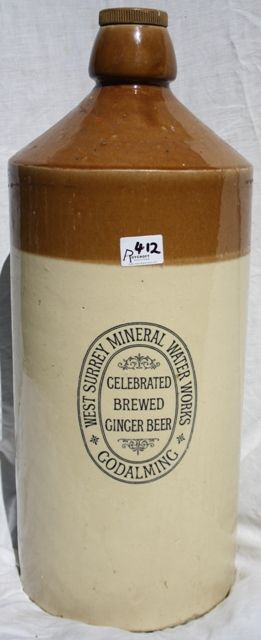 412
WEST SURREY MINERAL WATER WORKS
CELEBRATED
BREWED
GINGER BEER
GODALMING